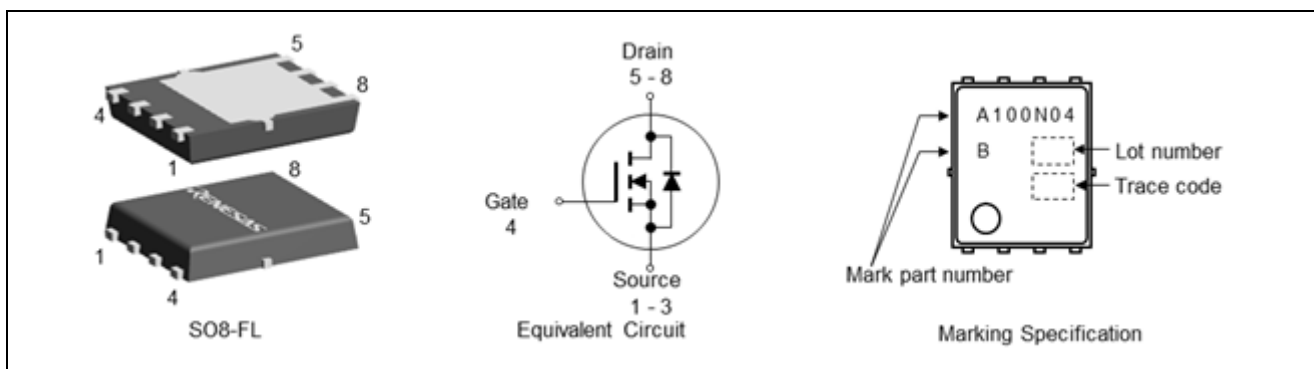 5
8
4
1
8
RENESAS
5
1
4
SO8-FL
Drain
5 - 8
Gate
4
Source
1 - 3
Equivalent Circuit
A100N04
B
Lot number
Trace code
Mark part number
Marking Specification